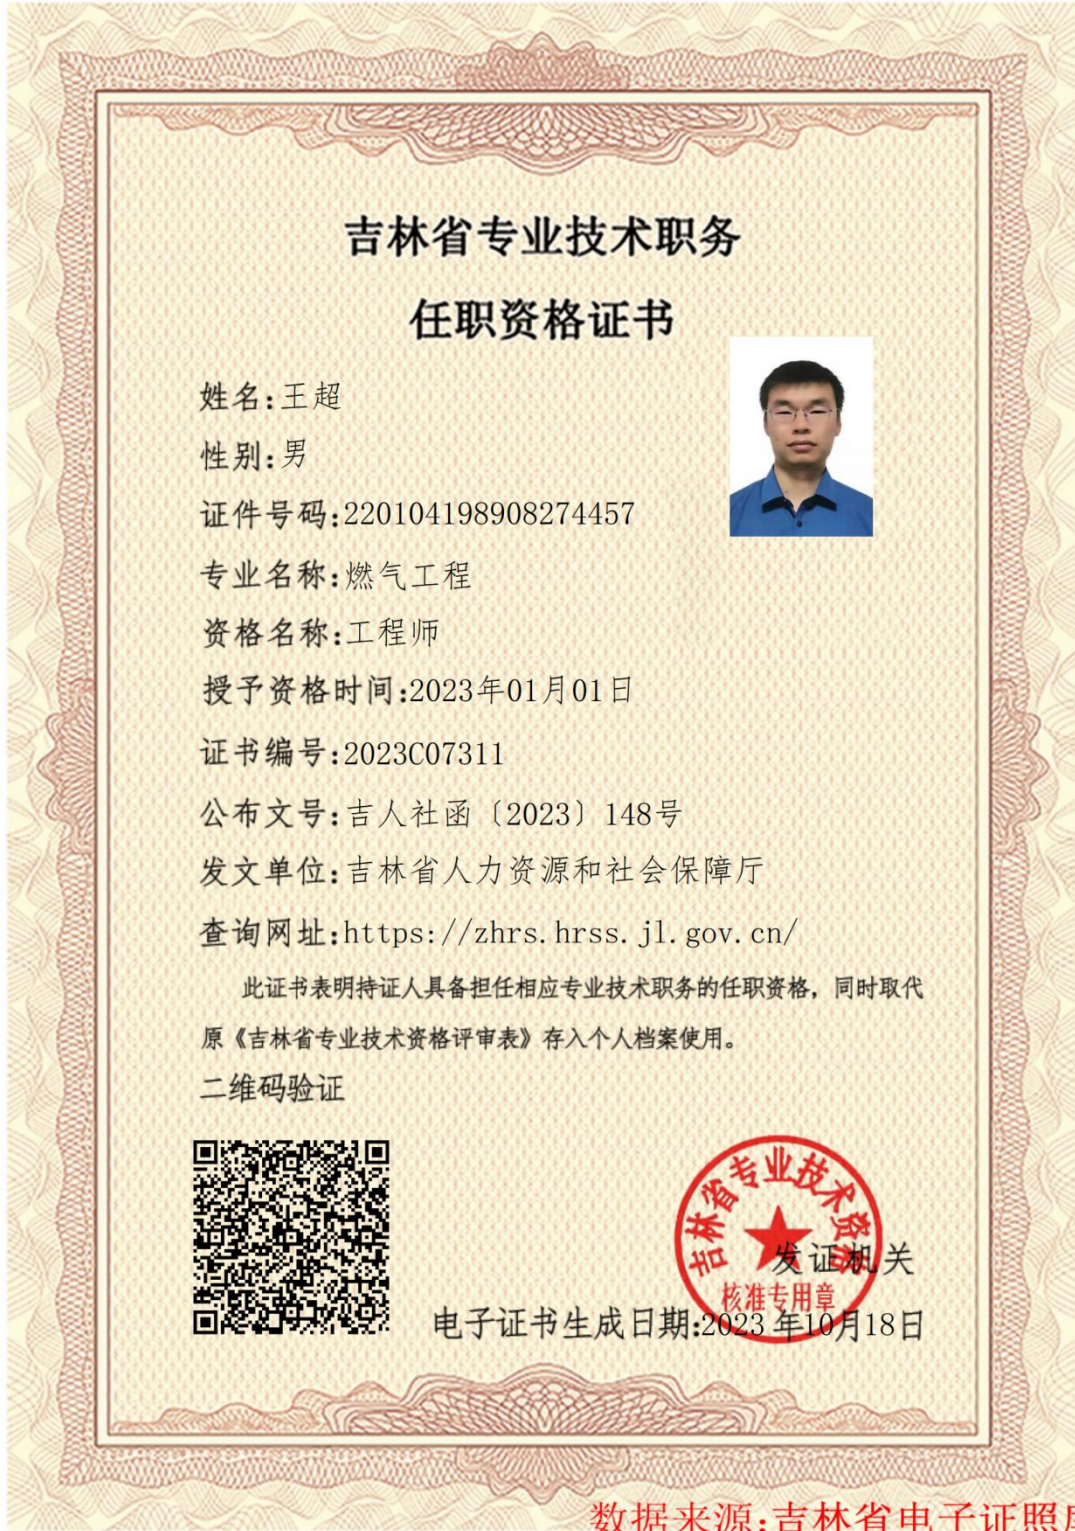 吉林省专业技术职务
任职资格证书
姓名:王超
性别:男
证件号码:220104198908274457
专业名称:燃气工程
资格名称:工程师
授予资格时间:2023年01月01日
证书编号:2023C07311
公布文号:吉人社函〔2023〕148号
发文单位:吉林省人力资源和社会保障厅
查询网址:https://zhrs.hrss.jl.gov.cn/
此证书表明持证人具备担任相应专业技术职务的任职资格，同时取代
原《吉林省专业技术资格评审表》存入个人档案使用。
二维码验证
吉林省专业技术资格
核准专用章
发证机关
电子证书生成日期:2023年10月18日
数据来源:吉林省电子证照库